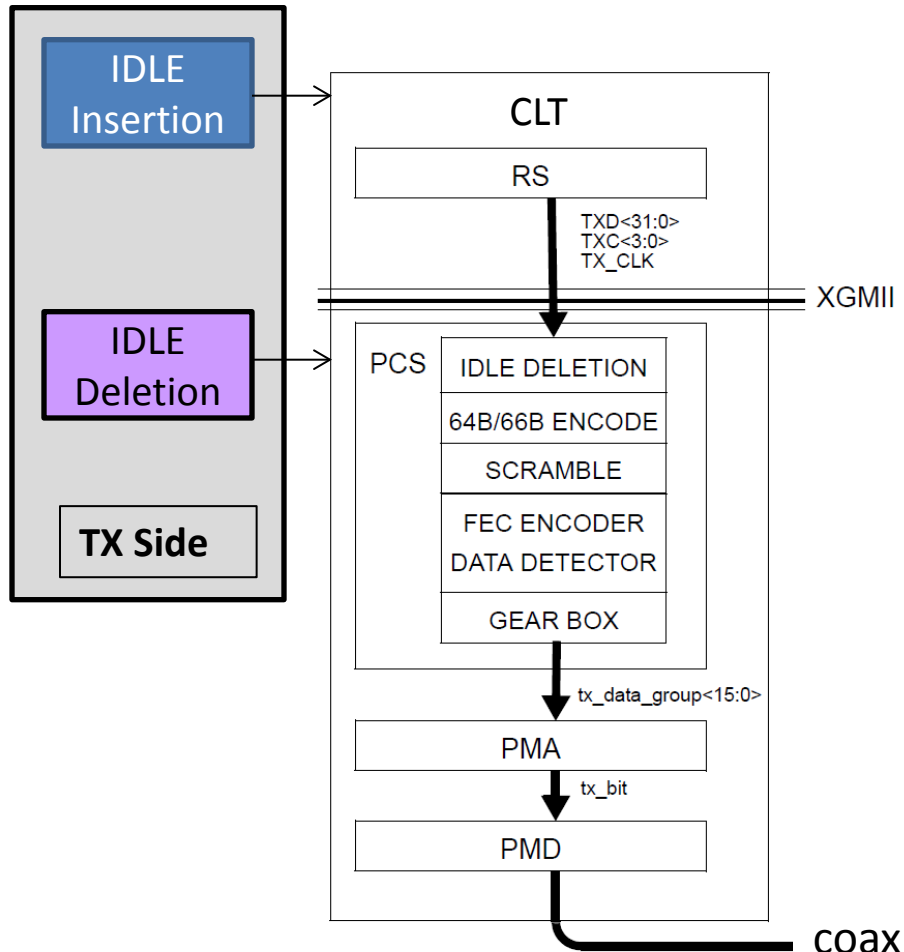 IDLE
Insertion
IDLE
Deletion
TX Side
CLT
RS
TXD<31:0>
TXC<3:0>
TX_CLK
XGMII
PCS
IDLE DELETION
64B/66B ENCODE
SCRAMBLE
FEC ENCODER
DATA DETECTOR
GEAR BOX
tx_data_group<15:0>
PMA
tx_bit
PMD
coax